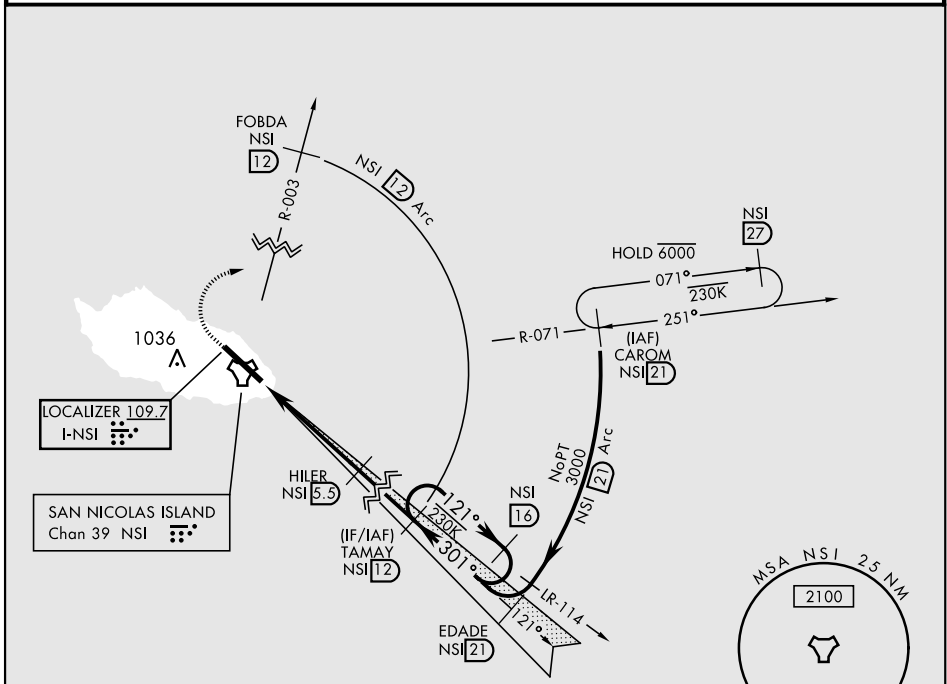 FOBDA
NSI
12
R-003
NSI 12 Arc
NSI
27
HOLD 6000
071°
230K
251°
R-071
(IAF)
CAROM
NSI 21
1036
LOCALIZER 109.7
I-NSI
SAN NICOLAS ISLAND
Chan 39 NSI
HILER
NSI 5.5
NoPT
3000
NSI 21 Arc
NSI
16
121°
230K
301°
(IF/IAF)
TAMAY
NSI 12
LR-114
121°
EDADE
NSI 21
MSA NSI 25 NM
2100